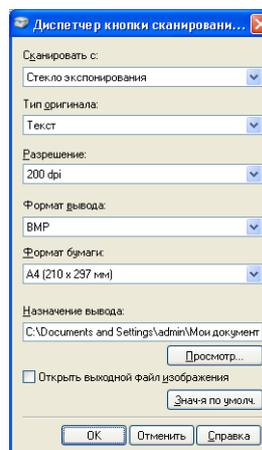 Диспетчер кнопки сканировани...
Сканировать с:
Стекло экспонирования
Тип оригинала:
Текст
Разрешение:
200 dpi
Формат вывода:
BMP
Формат бумаги:
A4 (210 x 297 мм)
Назначение вывода:
C:\Documents and Settings\admin\Мои документ
Просмотр...
Открыть выходной файл изображения
Знач-я по умолч.
OK Отменить Справка